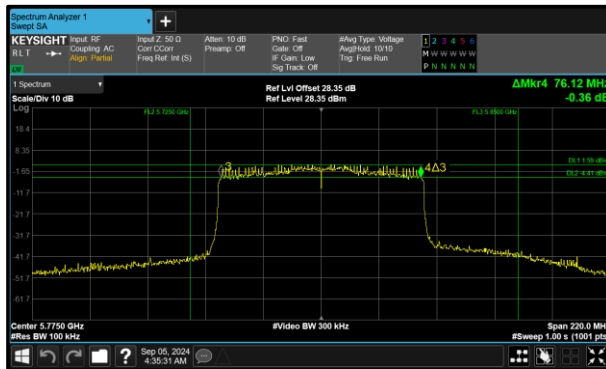 Spectrum Analyzer 1
Swept SA
+
KEYSIGHT Input: RF Input Z: 50 Ω Atten: 10 dB PNO: Fast #Avg Type: Voltage 1 2 3 4 5 6
RLT Coupling: AC Corr CCorr Preamp: Off Gate: Off Avg|Hold: 10/10 M W W W W W
Align: Partial Freq Ref: Int (S) IF Gain: Low Trig: Free Run
Sig Track: Off P N N N N N
1 Spectrum Ref Lvl Offset 28.35 dB ΔMkr4 76.12 MHz
Scale/Div 10 dB Ref Level 28.35 dBm -0.36 dB
Log FL2 5.7250 GHz FL3 5.8500 GHz
18.4
8.35
3 4Δ3 DL1 1.59 dBm
-1.65 DL2 -4.41 dBm
-11.7
-21.7
-31.7
-41.7
-51.7
-61.7
Center 5.7750 GHz #Video BW 300 kHz Span 220.0 MHz
#Res BW 100 kHz #Sweep 1.00 s (1001 pts)
? Sep 05, 2024
4:35:31 AM